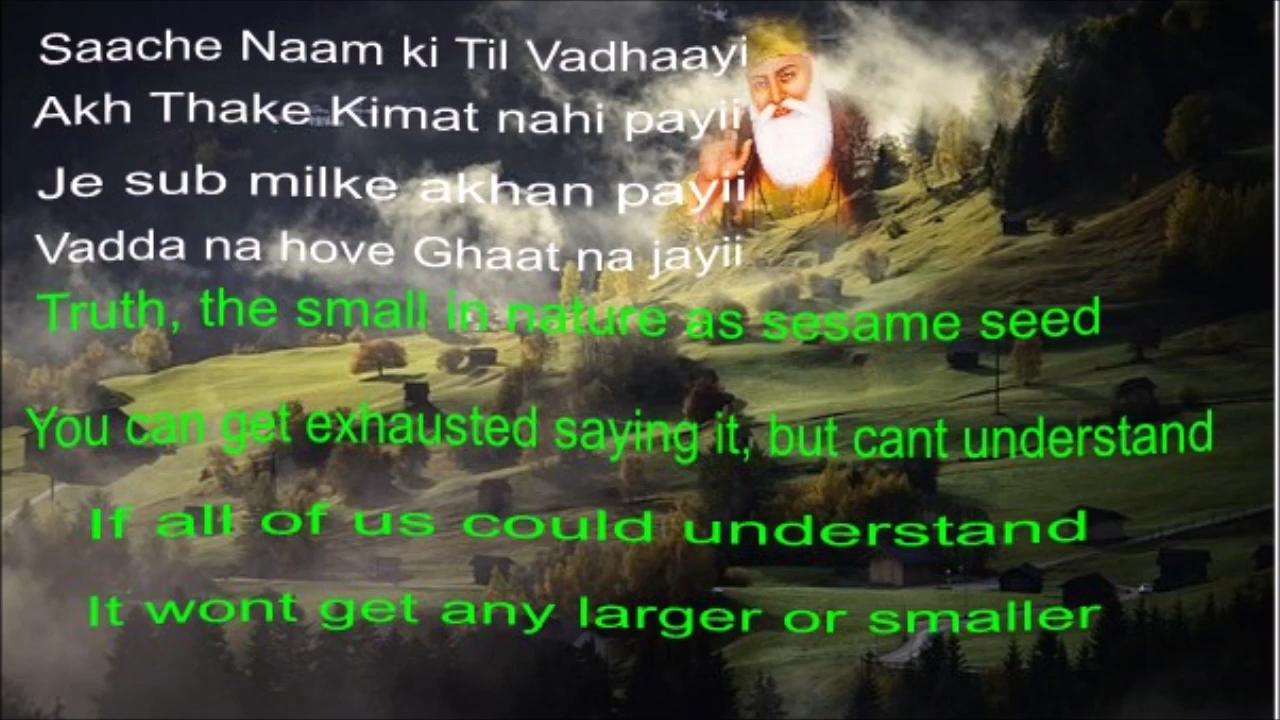 Saache Naam ki Til Vadhaayi
Akh Thake Kimat nahi payii
Je sub milke akhan payii
Vadda na hove Ghaat na jayii
Truth, the small in nature as sesame seed
You can get exhausted saying it, but cant understand
If all of us could understand
It wont get any larger or smaller